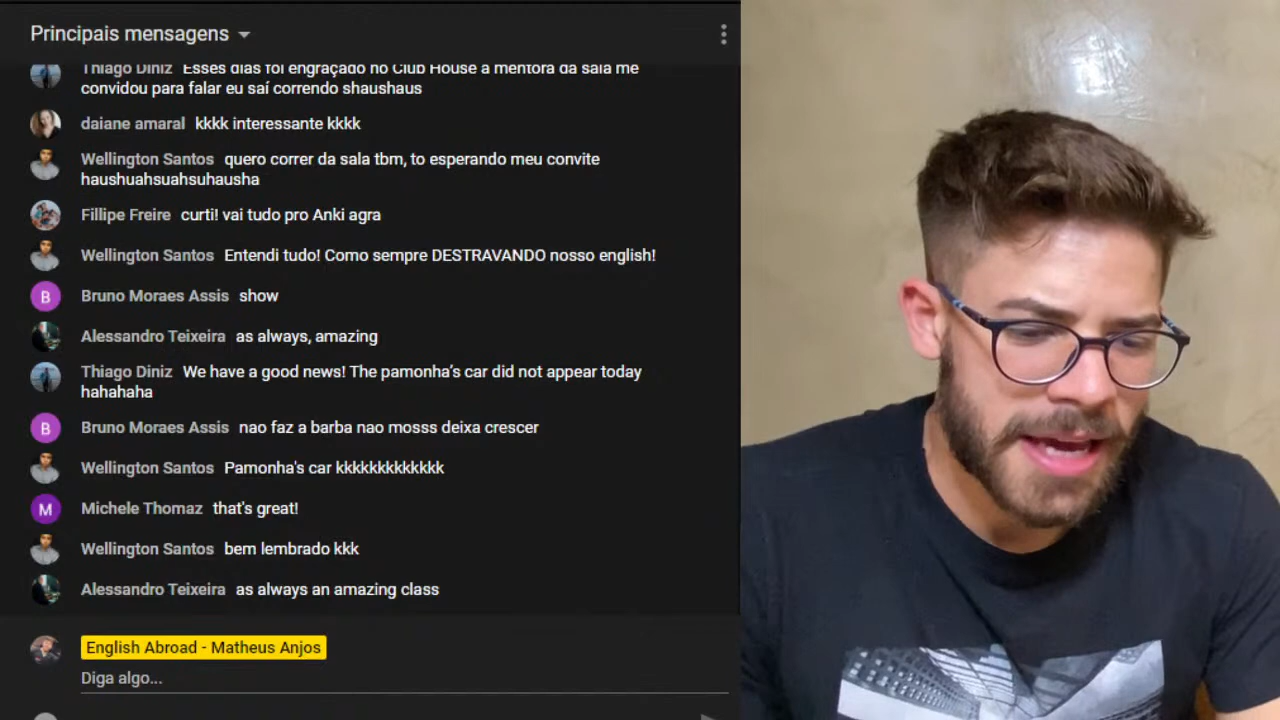 Principais mensagens
Thiago Diniz Esses dias foi engraçado no Club House a mentora da sala me
convidou para falar eu saí correndo shaushaus
daiane amaral kkkk interessante kkkk
Wellington Santos quero correr da sala tbm, to esperando meu convite
haushuahsuahsuhausha
Fillipe Freire curti! vai tudo pro Anki agra
Wellington Santos Entendi tudo! Como sempre DESTRAVANDO nosso english!
B Bruno Moraes Assis show
Alessandro Teixeira as always, amazing
Thiago Diniz We have a good news! The pamonha's car did not appear today
hahahaha
B Bruno Moraes Assis nao faz a barba nao mosss deixa crescer
Wellington Santos Pamonha's car kkkkkkkkkkkkk
M Michele Thomaz that's great!
Wellington Santos bem lembrado kkk
Alessandro Teixeira as always an amazing class
English Abroad - Matheus Anjos
Diga algo...